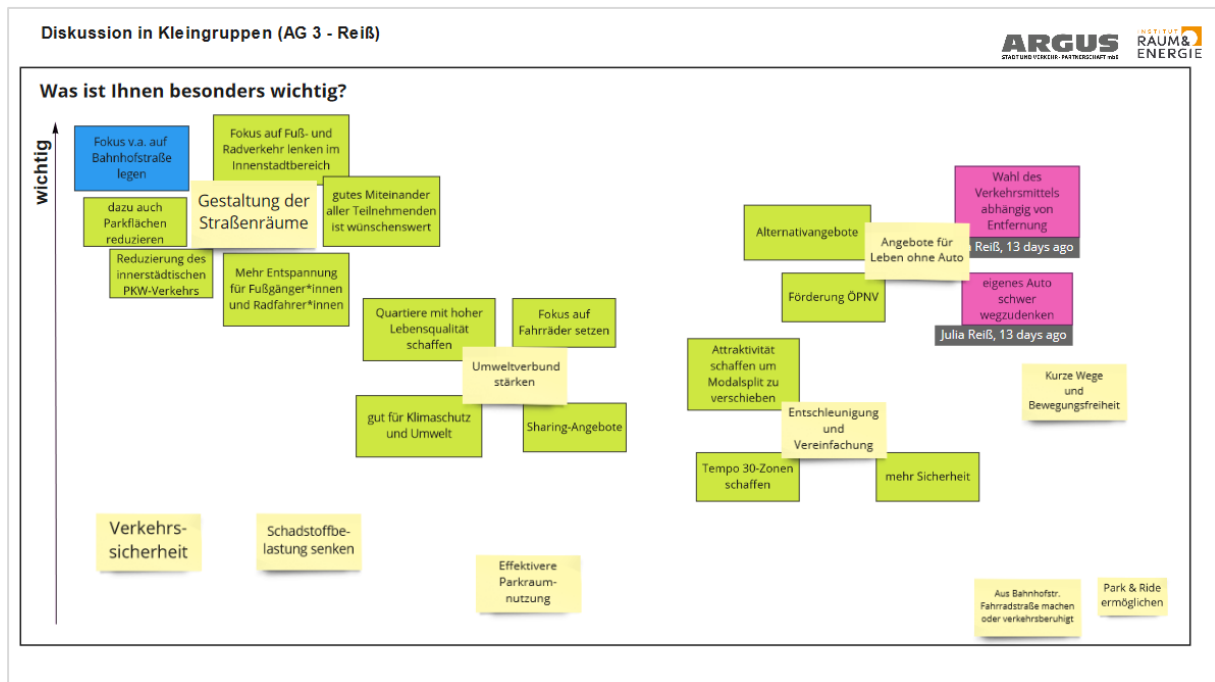 Diskussion in Kleingruppen (AG 3 - Reiß)
ARGUS
STADT UND VERKEHR - PARTNERSCHAFT mbB
INSTITUT
RAUM&
ENERGIE
Was ist Ihnen besonders wichtig?
wichtig
Fokus v.a. auf
Bahnhofstraße
legen
Fokus auf Fuß- und
Radverkehr lenken im
Innenstadtbereich
dazu auch
Parkflächen
reduzieren
Gestaltung der
Straßenräume
gutes Miteinander
aller Teilnehmenden
ist wünschenswert
Reduzierung des
innerstädtischen
PKW-Verkehrs
Mehr Entspannung
für Fußgänger*innen
und Radfahrer*innen
Quartiere mit hoher
Lebensqualität
schaffen
Fokus auf
Fahrräder setzen
Umweltverbund
stärken
gut für Klimaschutz
und Umwelt
Sharing-Angebote
Alternativangebote
Angebote für
Leben ohne Auto
Wahl des
Verkehrsmittels
abhängig von
Entfernung
Reiß, 13 days ago
Förderung ÖPNV
eigenes Auto
schwer
wegzudenken
Julia Reiß, 13 days ago
Attraktivität
schaffen um
Modalsplit zu
verschieben
Entschleunigung
und
Vereinfachung
Tempo 30-Zonen
schaffen
mehr Sicherheit
Kurze Wege
und
Bewegungsfreiheit
Verkehrs-
sicherheit
Schadstoffbe-
lastung senken
Effektivere
Parkraum-
nutzung
Aus Bahnhofstr.
Fahrradstraße machen
oder verkehrsberuhigt
Park & Ride
ermöglichen